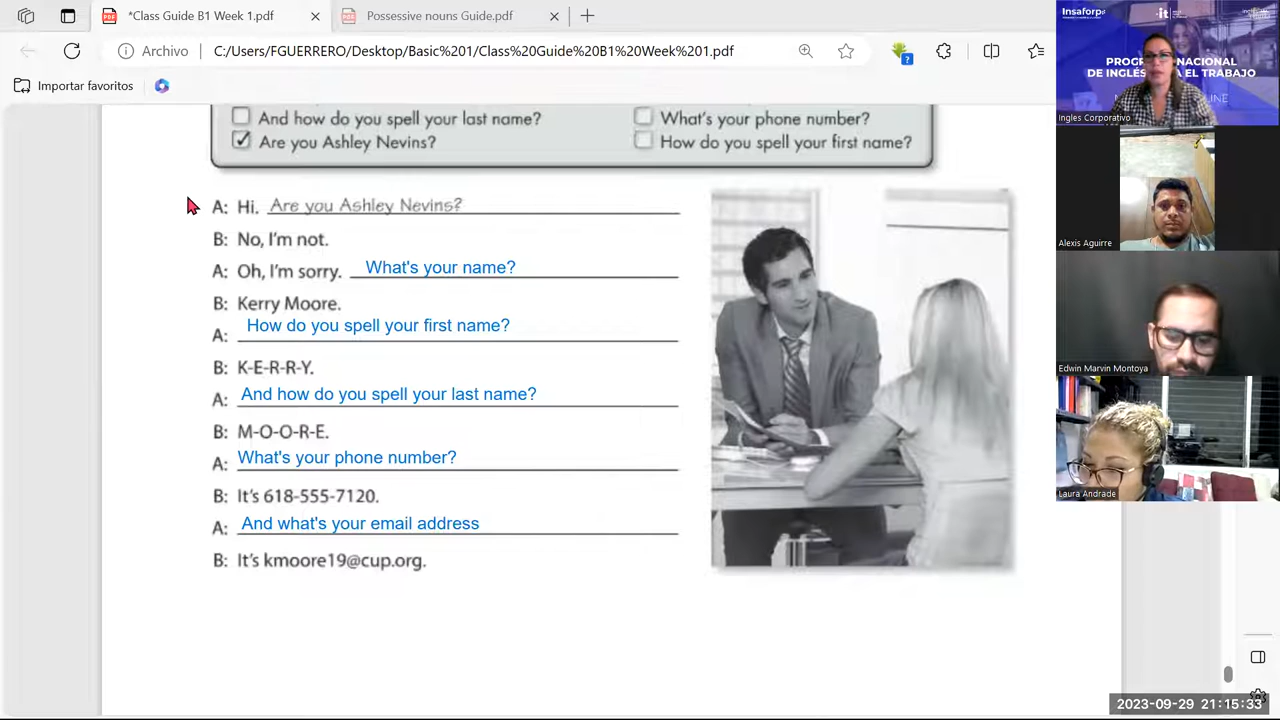 *Class Guide B1 Week 1.pdf
possessive nouns Guide.pdf
Archivo
C:/Users/FGUERRERO/Desktop/Basic%201/Class%20Guide%20B1%20Week%201.pdf
Importar favoritos
And how do you spell your last name?
What's your phone number?
Are you Ashley Nevins?
How do you spell your first name?
A: Hi. Are you Ashley Nevins?
B: No, I'm not.
A: Oh, I'm sorry. What's your name?
B: Kerry Moore.
A: How do you spell your first name?
B: K-E-R-R-Y.
A: And how do you spell your last name?
B: M-O-O-R-E.
A: What's your phone number?
B: It's 618-555-7120.
A: And what's your email address
B: It's kmoore19@cup.org.
Insaforp
Ingles Corporativo
Alexis Aguirre
Edwin Marvin Montoya
Laura Andrade
2023-09-29 21:15:33